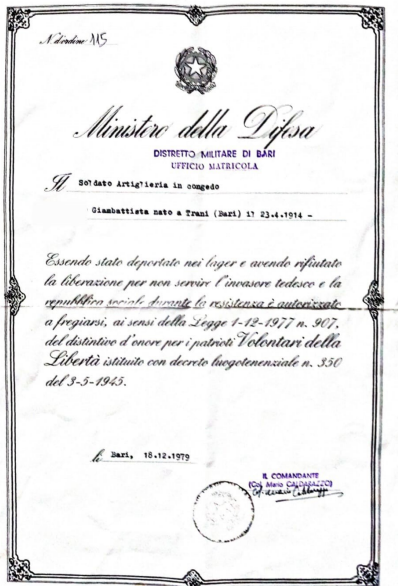 N. d'ordine 115
Ministero della Difesa
DISTRETTO MILITARE DI BARI
UFFICIO MATRICOLA
Il Soldato Artiglieria in congedo
Giambattista nato a Trani (Bari) il 23.4.1914 -
Essendo stato deportato nei lager e avendo rifiutato
la liberazione per non servire l'invasore tedesco e la
repubblica sociale durante la resistenza è autorizzato
a fregiarsi, ai sensi della Legge 1-12-1977 n. 907,
del distintivo d'onore per i patrioti Volontari della
Libertà istituito con decreto luogotenenziale n. 350
del 3-5-1945.
li Bari, 18.12.1979
IL COMANDANTE
(Col. Mario CALDARAZZO)